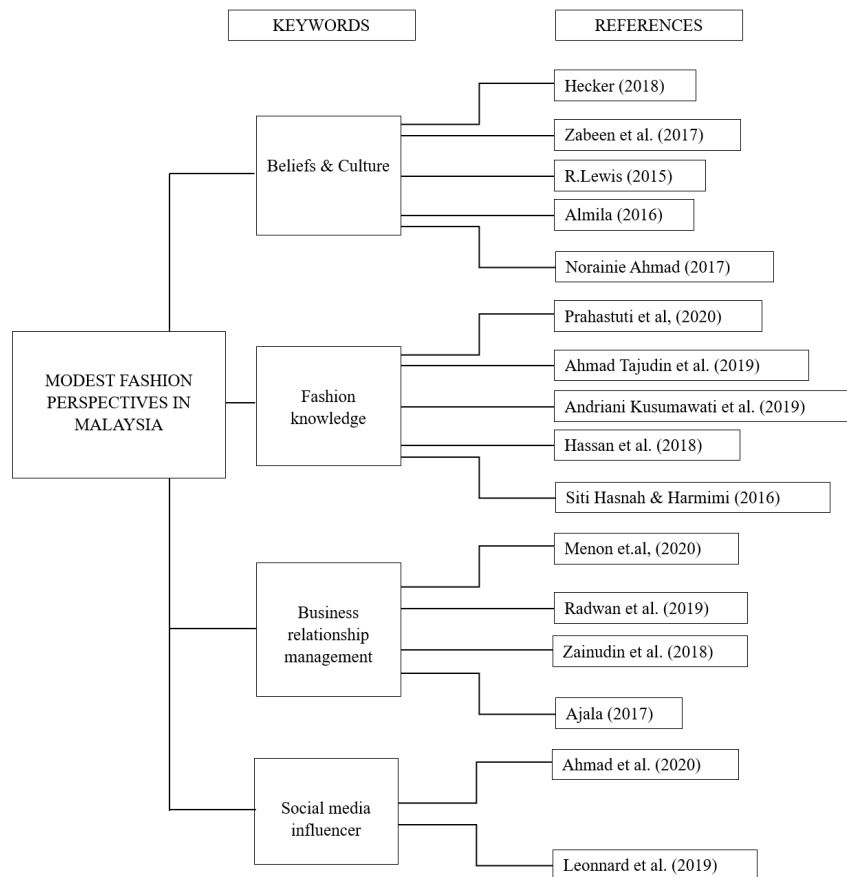 KEYWORDS
REFERENCES
Hecker (2018)
Zabeen et al. (2017)
Beliefs & Culture
R.Lewis (2015)
Almila (2016)
Norainie Ahmad (2017)
Prahastuti et al, (2020)
MODEST FASHION
PERSPECTIVES IN
MALAYSIA
Fashion
knowledge
Ahmad Tajudin et al. (2019)
Andriani Kusumawati et al. (2019)
Hassan et al. (2018)
Siti Hasnah & Harmimi (2016)
Menon et.al, (2020)
Business
relationship
management
Radwan et al. (2019)
Zainudin et al. (2018)
Ajala (2017)
Social media
influencer
Ahmad et al. (2020)
Leonnard et al. (2019)